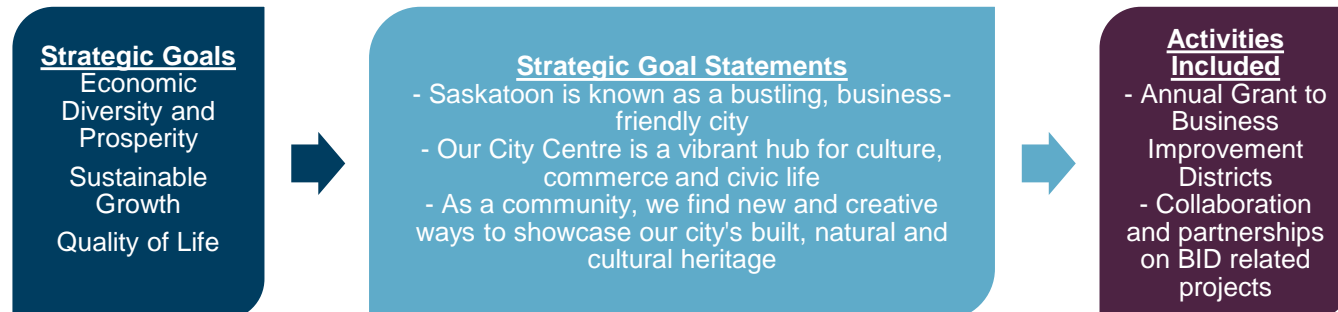 Strategic Goals
Economic
Diversity and
Prosperity
Sustainable
Growth
Quality of Life
Strategic Goal Statements
- Saskatoon is known as a bustling, business-
friendly city
- Our City Centre is a vibrant hub for culture,
commerce and civic life
- As a community, we find new and creative
ways to showcase our city's built, natural and
cultural heritage
Activities
Included
- Annual Grant to
Business
Improvement
Districts
- Collaboration
and partnerships
on BID related
projects